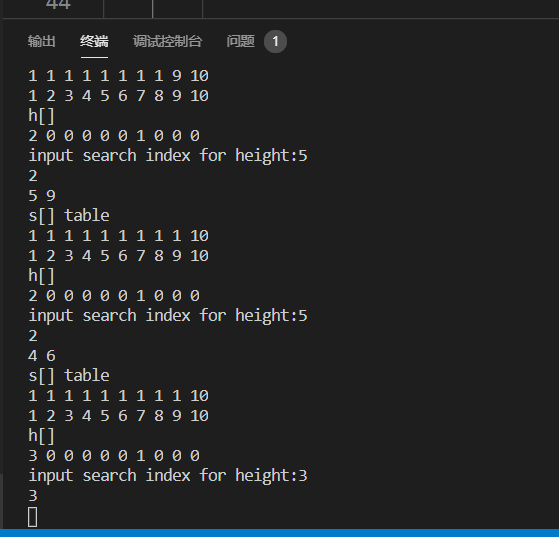 44
输出 终端 调试控制台 问题 1
1 1 1 1 1 1 1 1 9 10
1 2 3 4 5 6 7 8 9 10
h[]
2 0 0 0 0 0 1 0 0 0
input search index for height:5
2
5 9
s[] table
1 1 1 1 1 1 1 1 1 10
1 2 3 4 5 6 7 8 9 10
h[]
2 0 0 0 0 0 1 0 0 0
input search index for height:5
2
4 6
s[] table
1 1 1 1 1 1 1 1 1 10
1 2 3 4 5 6 7 8 9 10
h[]
3 0 0 0 0 0 1 0 0 0
input search index for height:3
3